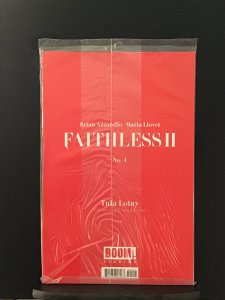 Brian Azzarello · Maria Llovet
FAITHLESS II
No. 4
Tula Lotay
BOOM!
STUDIOS